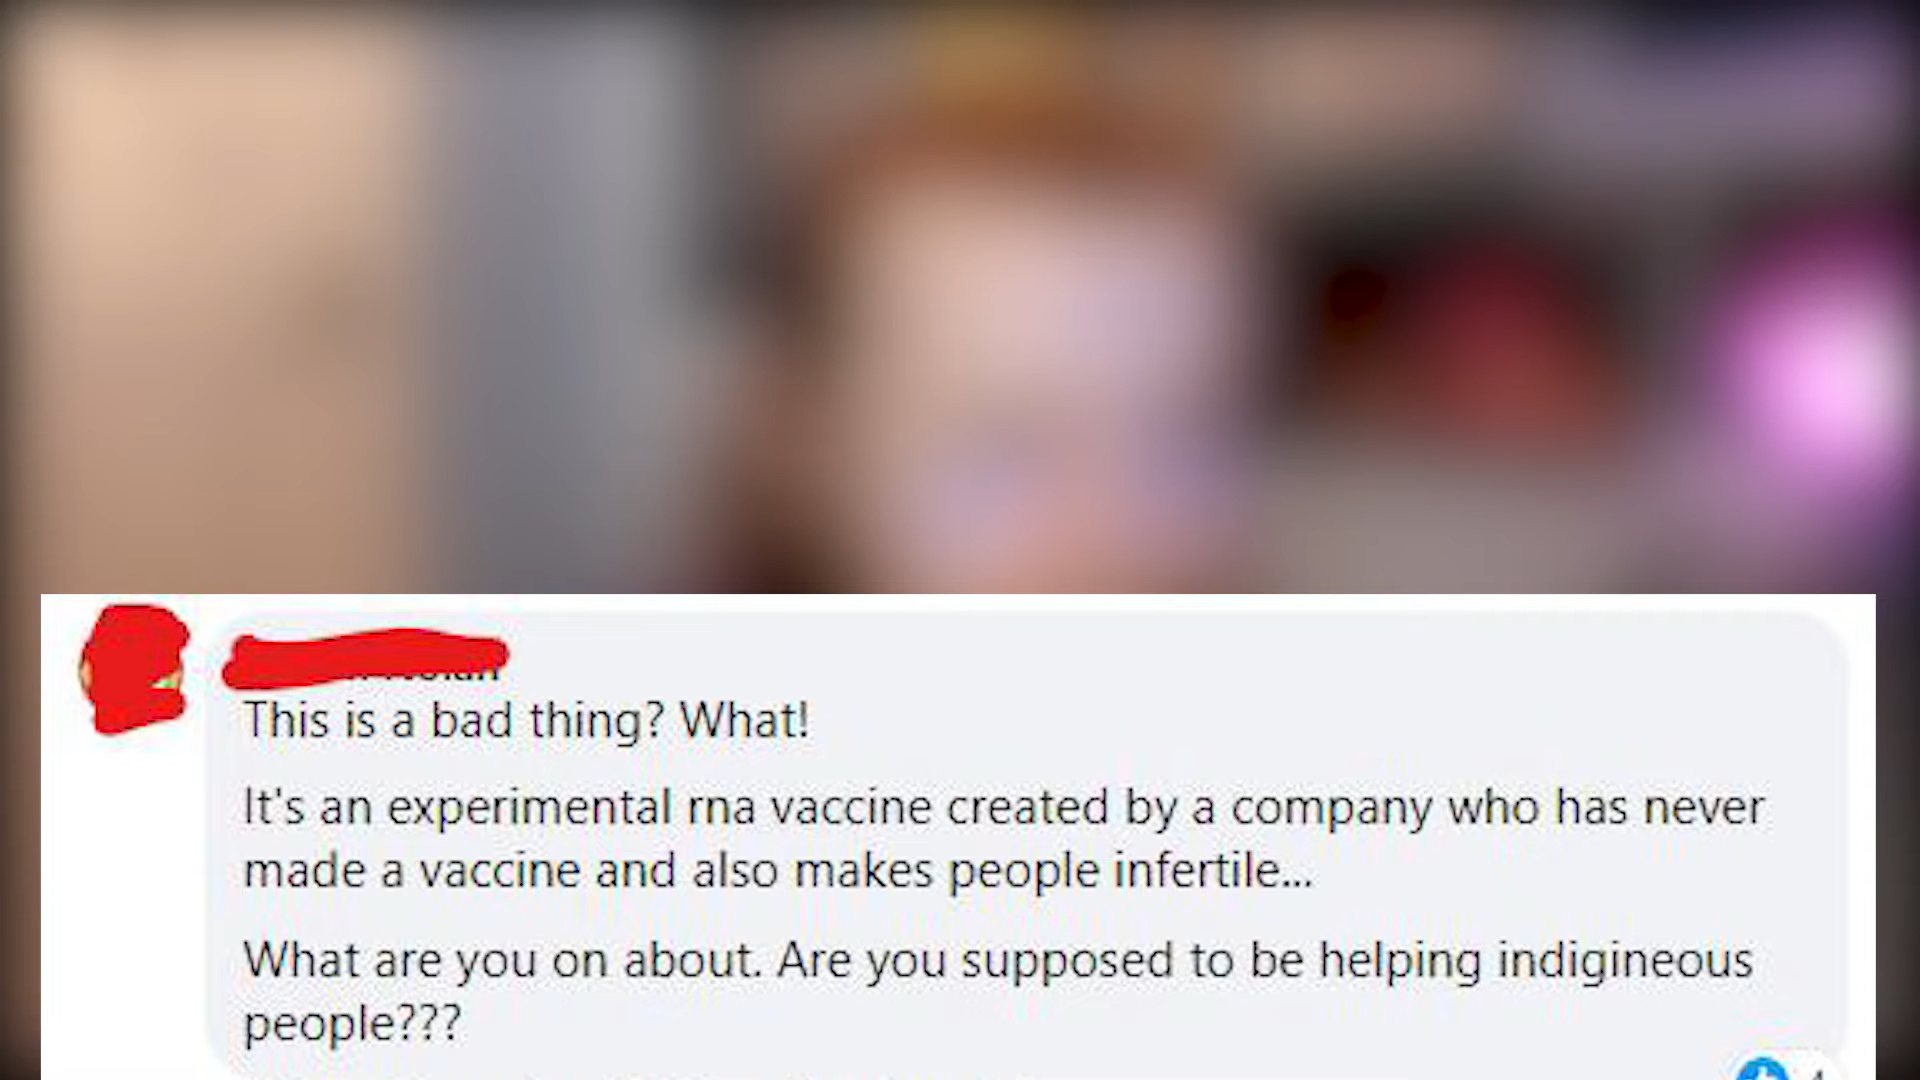 This is a bad thing? What!
It's an experimental rna vaccine created by a company who has never
made a vaccine and also makes people infertile...
What are you on about. Are you supposed to be helping indigineous
people???